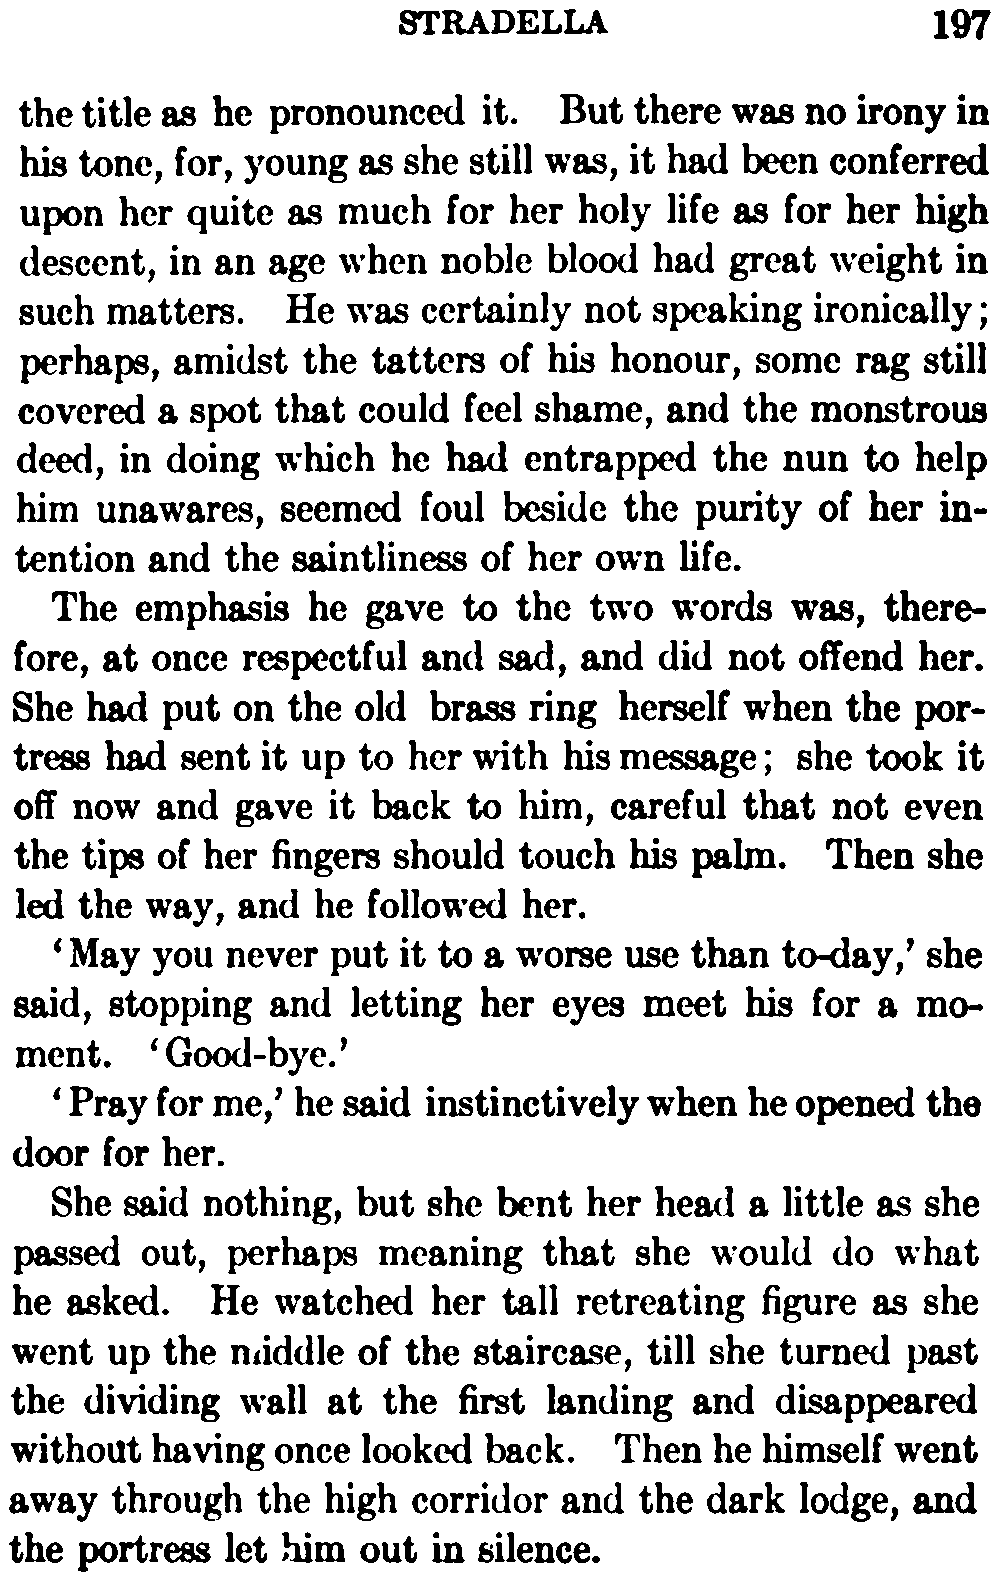 STRADELLA 197
the title as he pronounced it. But there was no irony in
his tone, for, young as she still was, it had been conferred
upon her quite as much for her holy life as for her high
descent, in an age when noble blood had great weight in
such matters. He was certainly not speaking ironically;
perhaps, amidst the tatters of his honour, some rag still
covered a spot that could feel shame, and the monstrous
deed, in doing which he had entrapped the nun to help
him unawares, seemed foul beside the purity of her in-
tention and the saintliness of her own life.
The emphasis he gave to the two words was, there-
fore, at once respectful and sad, and did not offend her.
She had put on the old brass ring herself when the por-
tress had sent it up to her with his message; she took it
off now and gave it back to him, careful that not even
the tips of her fingers should touch his palm. Then she
led the way, and he followed her.
‘May you never put it to a worse use than to-day,’ she
said, stopping and letting her eyes meet his for a mo-
ment. ‘Good-bye.’
‘Pray for me,’ he said instinctively when he opened the
door for her.
She said nothing, but she bent her head a little as she
passed out, perhaps meaning that she would do what
he asked. He watched her tall retreating figure as she
went up the middle of the staircase, till she turned past
the dividing wall at the first landing and disappeared
without having once looked back. Then he himself went
away through the high corridor and the dark lodge, and
the portress let him out in silence.